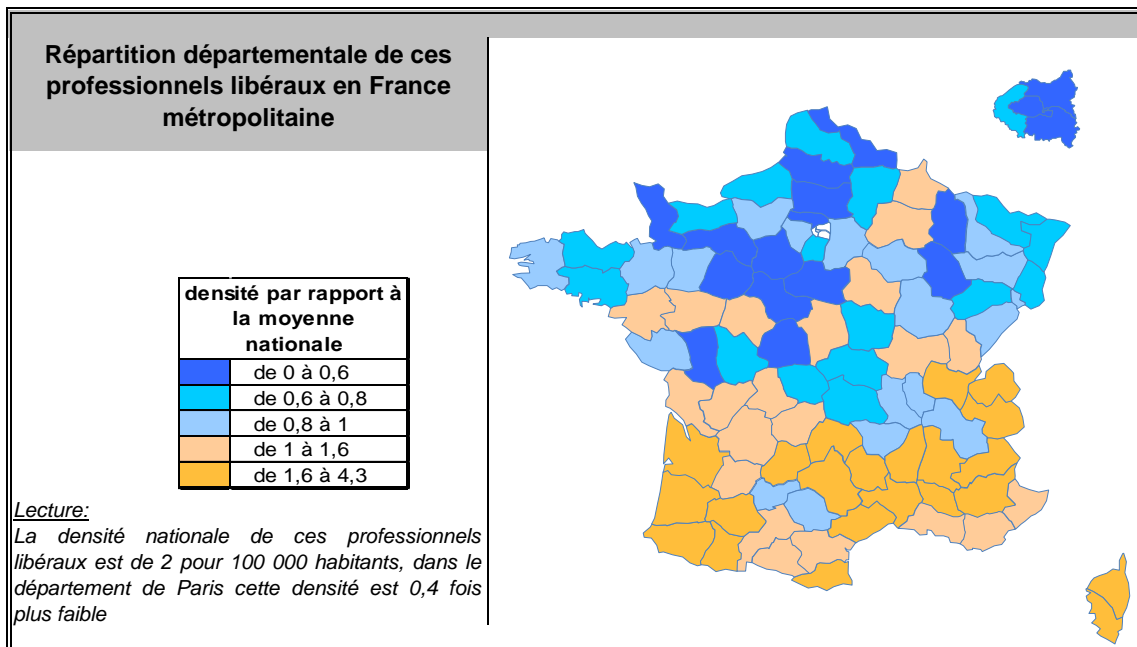 Répartition départementale de ces
professionnels libéraux en France
métropolitaine
densité par rapport à
la moyenne
nationale
de 0 à 0,6
de 0,6 à 0,8
de 0,8 à 1
de 1 à 1,6
de 1,6 à 4,3
Lecture:
La densité nationale de ces professionnels
libéraux est de 2 pour 100 000 habitants, dans le
département de Paris cette densité est 0,4 fois
plus faible